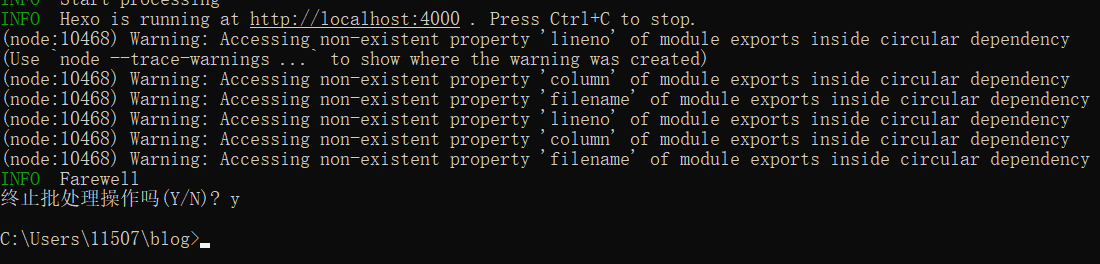 INFO  Start processing
INFO  Hexo is running at http://localhost:4000 . Press Ctrl+C to stop.
(node:10468) Warning: Accessing non-existent property 'lineno' of module exports inside circular dependency
(Use `node --trace-warnings ...` to show where the warning was created)
(node:10468) Warning: Accessing non-existent property 'column' of module exports inside circular dependency
(node:10468) Warning: Accessing non-existent property 'filename' of module exports inside circular dependency
(node:10468) Warning: Accessing non-existent property 'lineno' of module exports inside circular dependency
(node:10468) Warning: Accessing non-existent property 'column' of module exports inside circular dependency
(node:10468) Warning: Accessing non-existent property 'filename' of module exports inside circular dependency
INFO  Farewell
终止批处理操作吗(Y/N)? y
C:\Users\11507\blog>